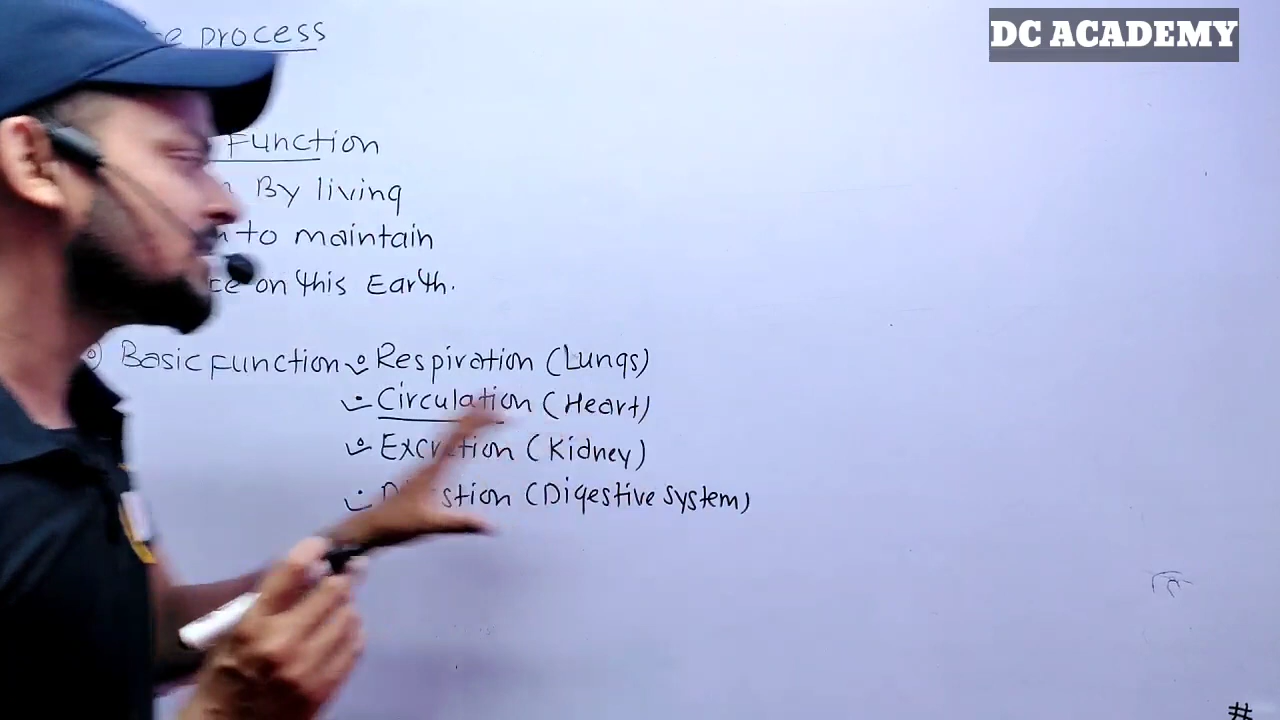 DC ACADEMY
process
Function
By living
to maintain
on this Earth.
Basic Function Respiration (Lungs)
Circulation (Heart)
Excretion (Kidney)
Digestion (Digestive system)
#